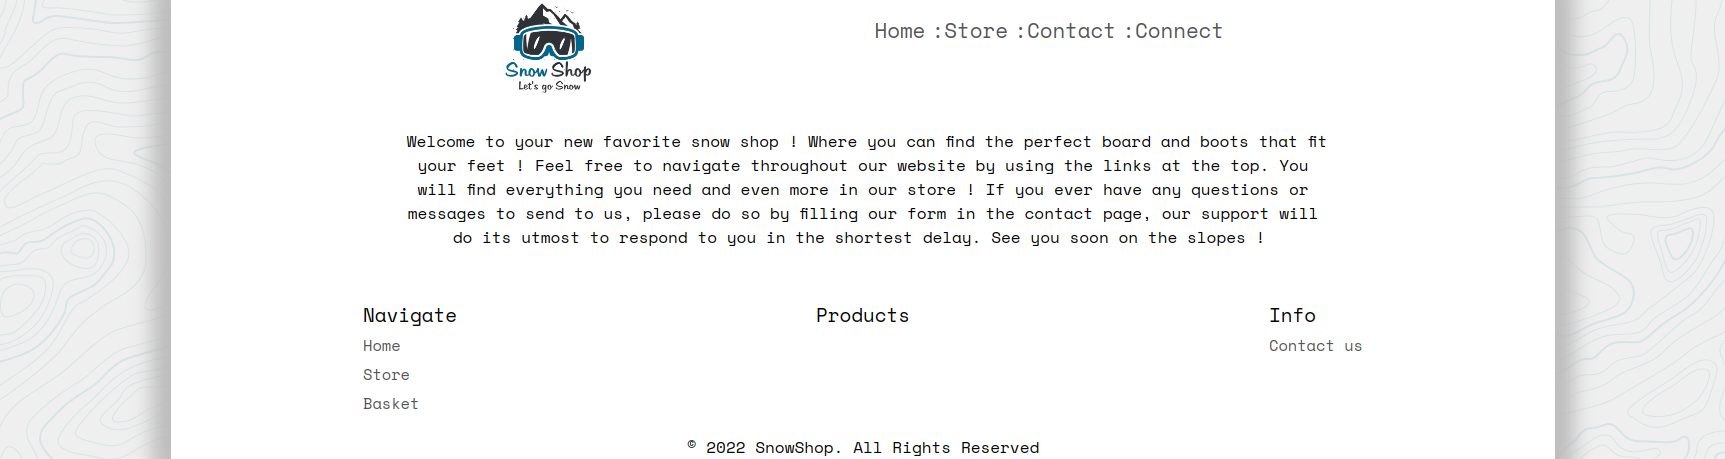 Snow Shop
Let's go Snow
Home :Store :Contact :Connect
Welcome to your new favorite snow shop ! Where you can find the perfect board and boots that fit
your feet ! Feel free to navigate throughout our website by using the links at the top. You
will find everything you need and even more in our store ! If you ever have any questions or
messages to send to us, please do so by filling our form in the contact page, our support will
do its utmost to respond to you in the shortest delay. See you soon on the slopes !
Navigate
Home
Store
Basket
Products
Info
Contact us
© 2022 SnowShop. All Rights Reserved